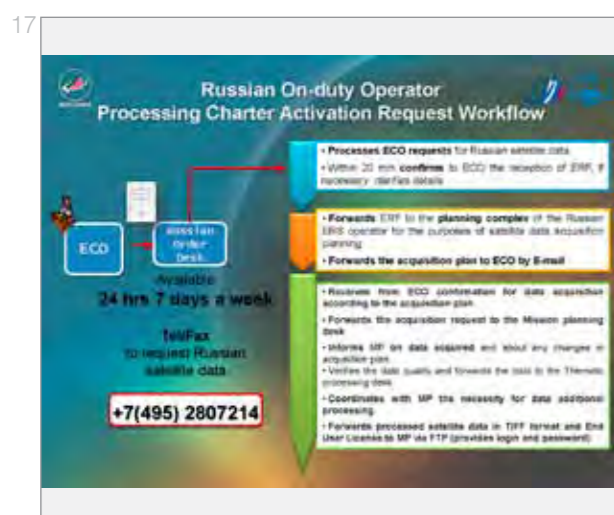 17
Russian On-duty Operator
Processing Charter Activation Request Workflow
• Processes ECO requests for Russian satellite data
• Within 20 min confirms to ECO the reception of ERF, if
necessary clarifies details
• Forwards ERF to the planning complex of the Russian
ERS operator for the purposes of satellite data acquisition
planning
• Forwards the acquisition plan to ECO by E-mail
ECO
Russian
Order
Desk
Available
24 hrs 7 days a week
tel/Fax
to request Russian
satellite data
+7(495) 2807214
• Receives from ECO confirmation for data acquisition
according to the acquisition plan
• Forwards the acquisition request to the Mission planning
desk
• Informs MP on data acquired and about any changes in
acquisition plan
• Verifies the data quality and forwards the data to the Thematic
processing desk
• Coordinates with MP the necessity for data additional
processing
• Forwards processed satellite data in TIFF format and End
User License to MP via FTP (provides login and password)